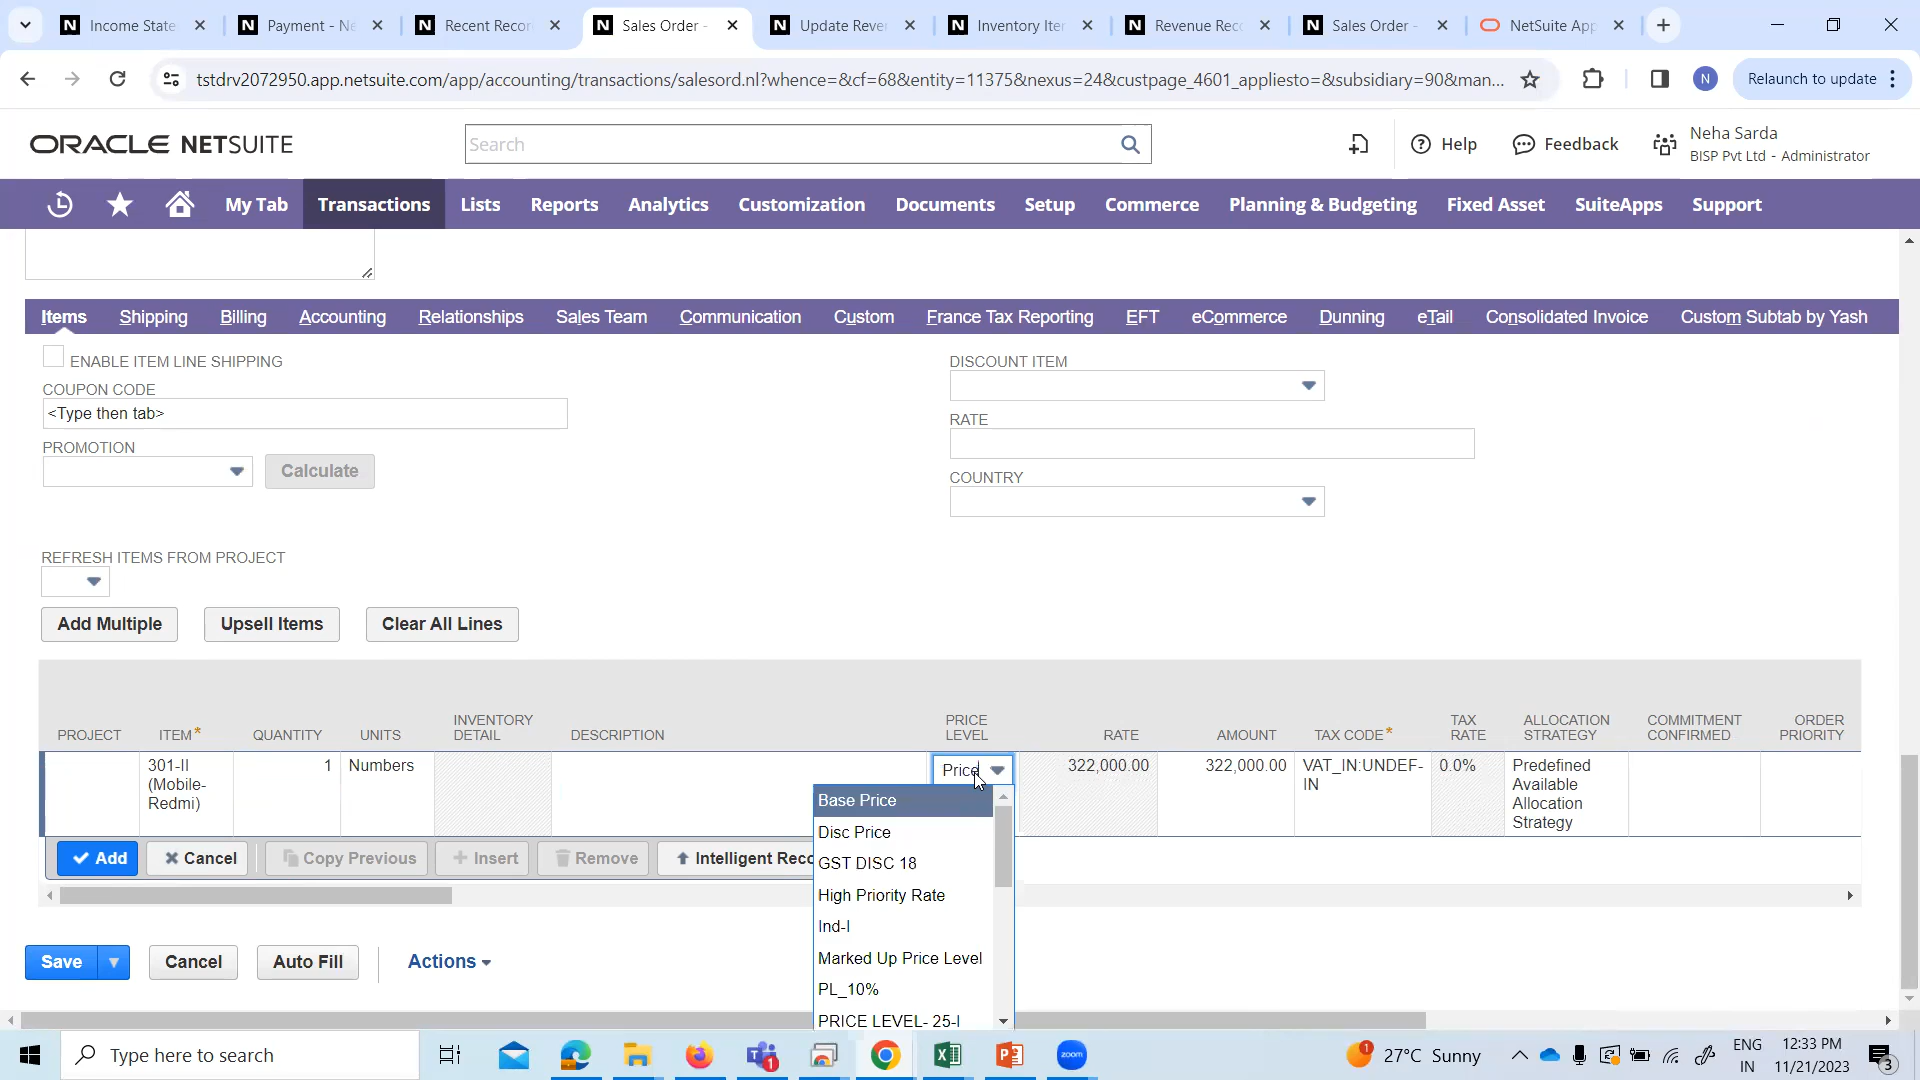 Income State
Payment - Ne
Recent Recor
Sales Order -
Update Reve
Inventory Ite
Revenue Rec
Sales Order -
NetSuite App
tstdrv2072950.app.netsuite.com/app/accounting/transactions/salesord.nl?whence=&cf=68&entity=11375&nexus=24&custpage_4601_appliesto=&subsidiary=90&man...
N
Relaunch to update
ORACLE NETSUITE
Search
Help
Feedback
Neha Sarda
BISP Pvt Ltd - Administrator
My Tab
Transactions
Lists
Reports
Analytics
Customization
Documents
Setup
Commerce
Planning & Budgeting
Fixed Asset
SuiteApps
Support
Items
Shipping
Billing
Accounting
Relationships
Sales Team
Communication
Custom
France Tax Reporting
EFT
eCommerce
Dunning
eTail
Consolidated Invoice
Custom Subtab by Yash
ENABLE ITEM LINE SHIPPING
COUPON CODE
<Type then tab>
PROMOTION
Calculate
DISCOUNT ITEM
RATE
COUNTRY
REFRESH ITEMS FROM PROJECT
Add Multiple
Upsell Items
Clear All Lines
PROJECT
ITEM*
QUANTITY
UNITS
INVENTORY
DETAIL
DESCRIPTION
PRICE
LEVEL
RATE
AMOUNT
TAX CODE*
TAX
RATE
ALLOCATION
STRATEGY
COMMITMENT
CONFIRMED
ORDER
PRIORITY
301-II
(Mobile-
Redmi)
1
Numbers
Price
322,000.00
322,000.00
VAT_IN:UNDEF-
IN
0.0%
Predefined
Available
Allocation
Strategy
Base Price
Disc Price
GST DISC 18
High Priority Rate
Ind-I
Marked Up Price Level
PL_10%
PRICE LEVEL- 25-I
Add
Cancel
Copy Previous
Insert
Remove
Intelligent Reco
Save
Cancel
Auto Fill
Actions
Type here to search
1
zoom
1
27°C Sunny
ENG
IN
12:33 PM
11/21/2023
3